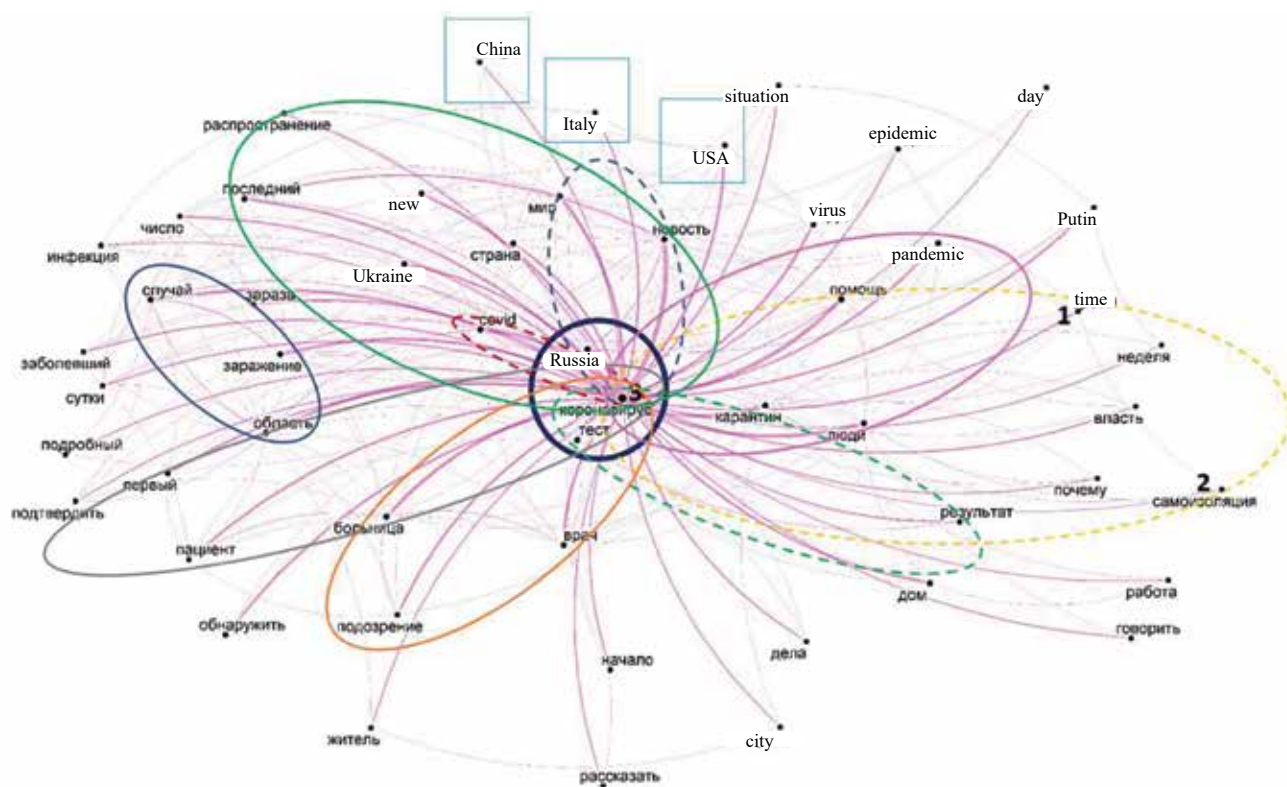 China
situation
day
распространение
Italy
epidemic
USA
последний
new
мир
virus
Putin
число
новость
инфекция
страна
pandemic
Ukraine
случай
зараза
помощь
time
1
covid
заболевший
Russia
неделя
заражение
сутки
3
коронавирус
карантин
власть
область
тест
люди
подробный
первый
почему
2
самоизоляция
подтвердить
больница
результат
пациент
врач
дом
работа
обнаружить
подозрение
говорить
начало
дела
житель
city
рассказать